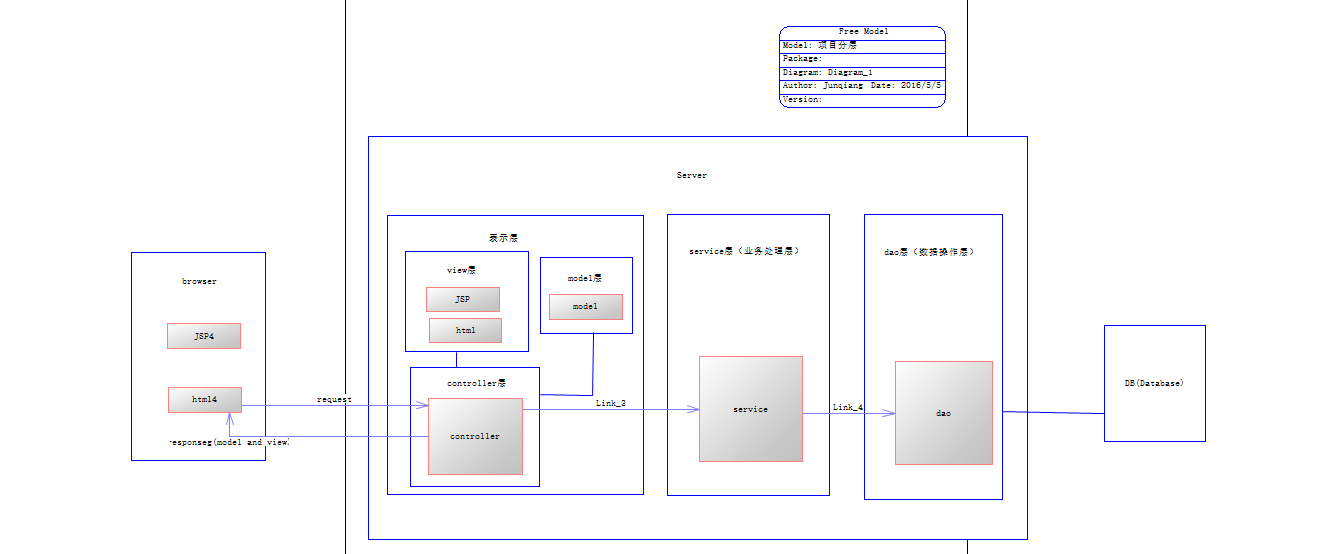 Free Model
Model: 项目分层
Package:
Diagram: Diagram_1
Author: Junqiang Date: 2016/5/5
Version:
Server
表示层
service层（业务处理层）
dao层（数据操作层）
view层
model层
browser
JSP
model
html
JSP4
controller层
DB(Database)
html4
request
Link_3
service
Link_4
dao
controller
responseg(model and view)